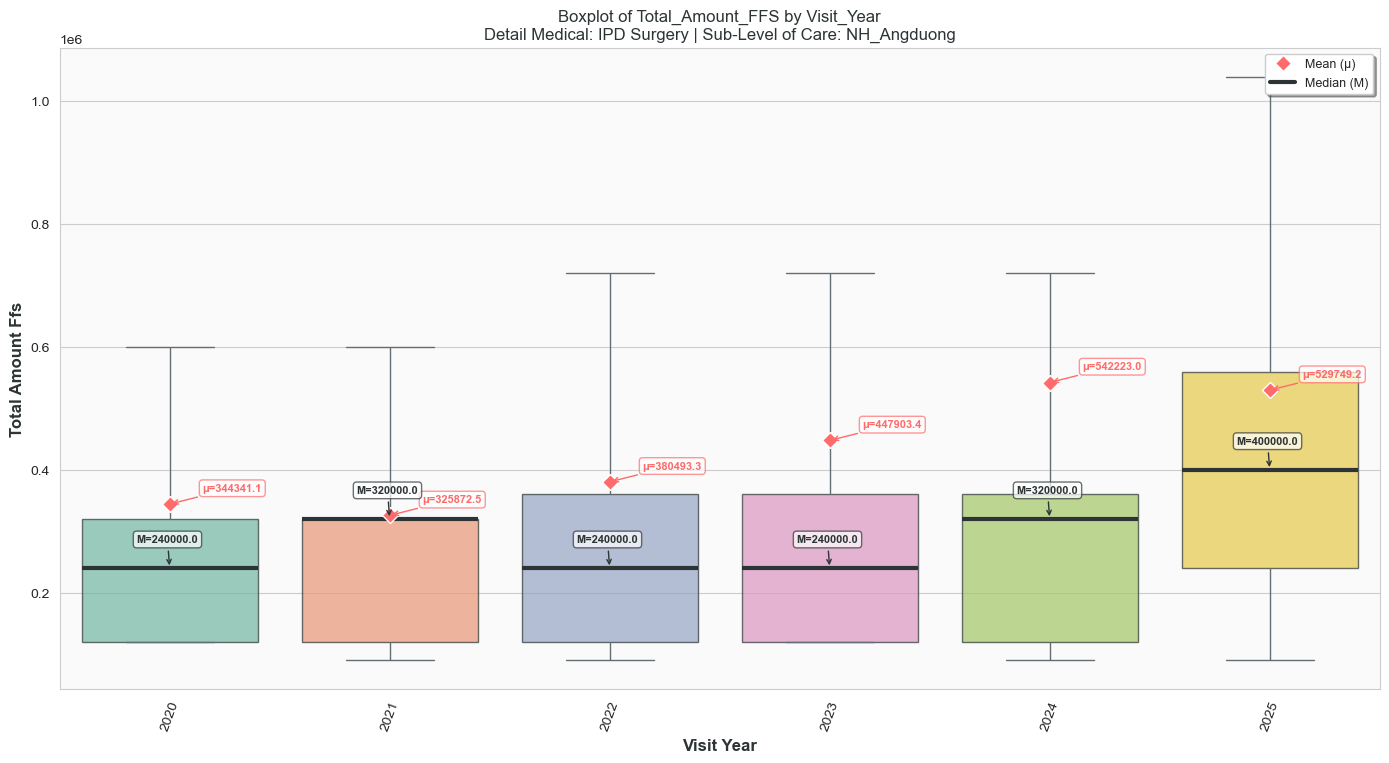 Boxplot of Total_Amount_FFS by Visit_Year
Detail Medical: IPD Surgery | Sub-Level of Care: NH_Angduong
1e6
Mean (μ)
Median (M)
1.0
0.8
0.6
0.4
0.2
Total Amount Ffs
μ=344341.1
M=240000.0
M=320000.0
μ=325872.5
μ=380493.3
M=240000.0
μ=447903.4
M=240000.0
μ=542223.0
M=320000.0
μ=529749.2
M=400000.0
2020
2021
2022
2023
2024
2025
Visit Year